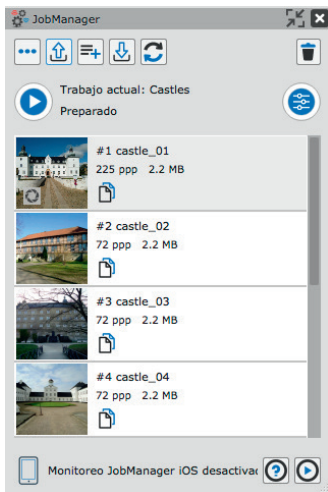 JobManager
Trabajo actual: Castles
Preparado
#1 castle_01
225 ppp 2.2 MB
#2 castle_02
72 ppp 2.2 MB
#3 castle_03
72 ppp 2.2 MB
#4 castle_04
72 ppp 2.2 MB
Monitoreo JobManager iOS desactivac